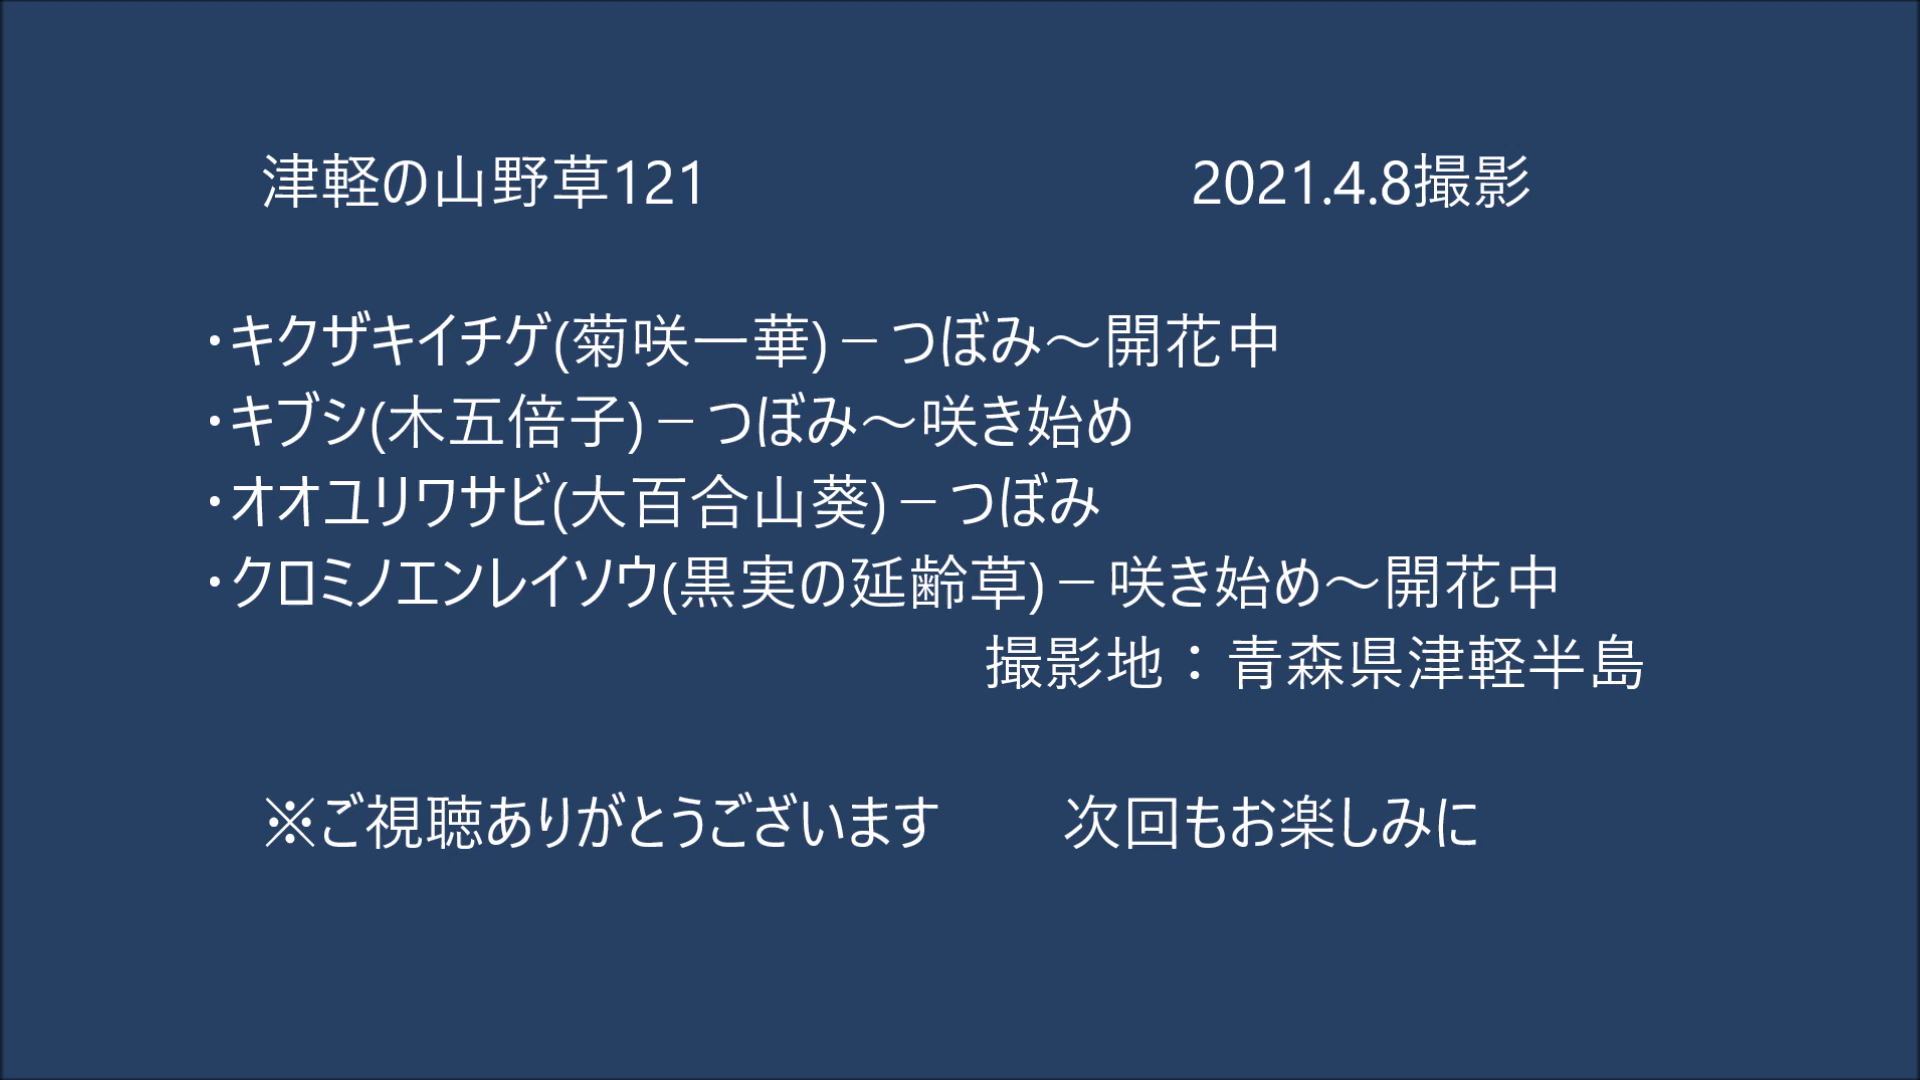 津軽の山野草121 2021.4.8撮影
・キクザキイチゲ(菊咲一華)－つぼみ～開花中
・キブシ(木五倍子)－つぼみ～咲き始め
・オオユリワサビ(大百合山葵)－つぼみ
・クロミノエンレイソウ(黒実の延齢草)－咲き始め～開花中
撮影地：青森県津軽半島
※ご視聴ありがとうございます 次回もお楽しみに